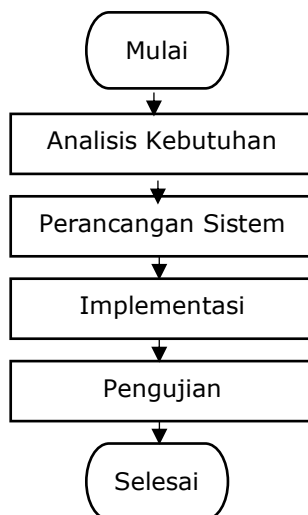 Mulai
Analisis Kebutuhan
Perancangan Sistem
Implementasi
Pengujian
Selesai